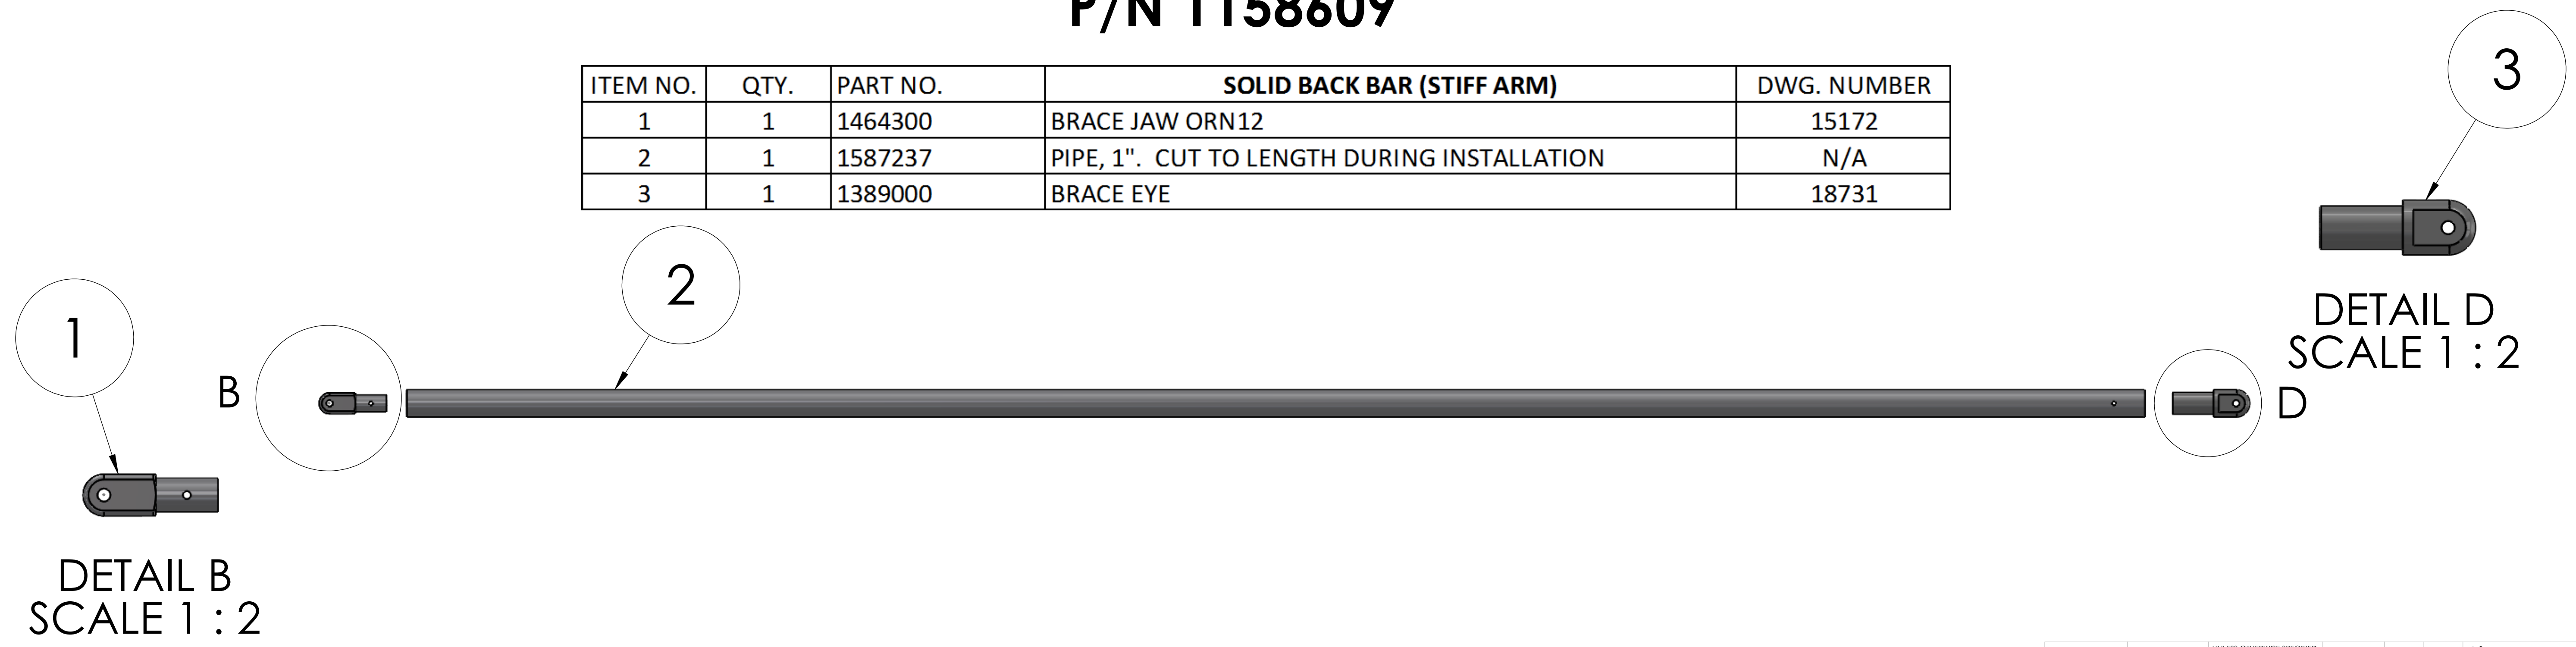 P/N 1158609
ITEM NO. QTY. PART NO. SOLID BACK BAR (STIFF ARM) DWG. NUMBER
1 1 1464300 BRACE JAW ORN12 15172
2 1 1587237 PIPE, 1". CUT TO LENGTH DURING INSTALLATION N/A
3 1 1389000 BRACE EYE 18731
3
2
1
DETAIL D
SCALE 1 : 2
B
D
DETAIL B
SCALE 1 : 2